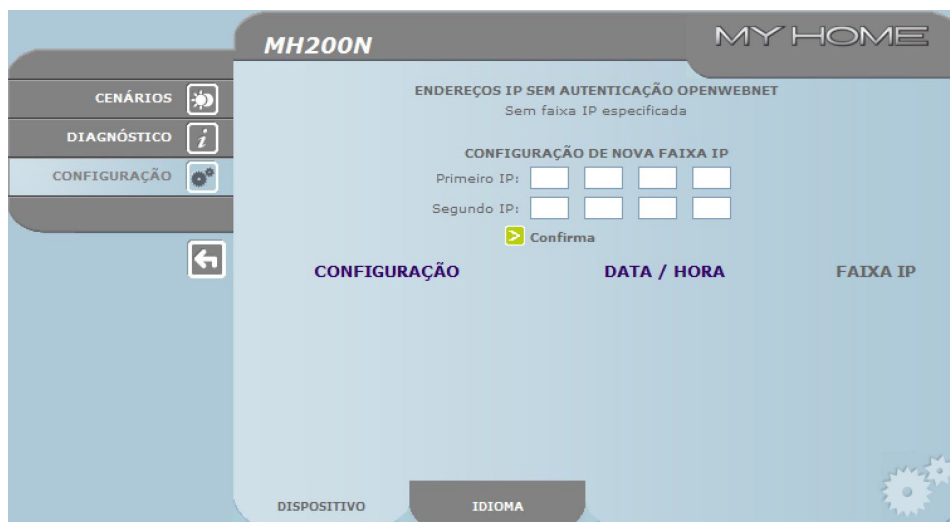 MH200N
MY HOME
CENÁRIOS
DIAGNÓSTICO
CONFIGURAÇÃO
ENDEREÇOS IP SEM AUTENTICAÇÃO OPENWEBNET
Sem faixa IP especificada
CONFIGURAÇÃO DE NOVA FAIXA IP
Primeiro IP:
Segundo IP:
> Confirma
CONFIGURAÇÃO DATA / HORA FAIXA IP
DISPOSITIVO IDIOMA